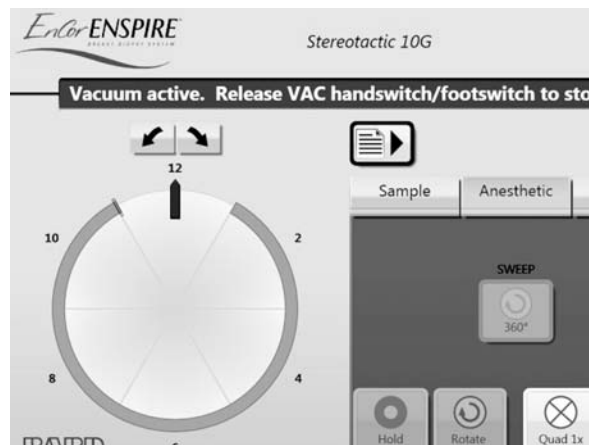 EnCor ENSPIRE
BREAST BIOPSY SYSTEM
Stereotactic 10G
Vacuum active. Release VAC handswitch/footswitch to sto
12
Sample
Anesthetic
10
2
SWEEP
360°
8
4
Hold
Rotate
Quad 1x